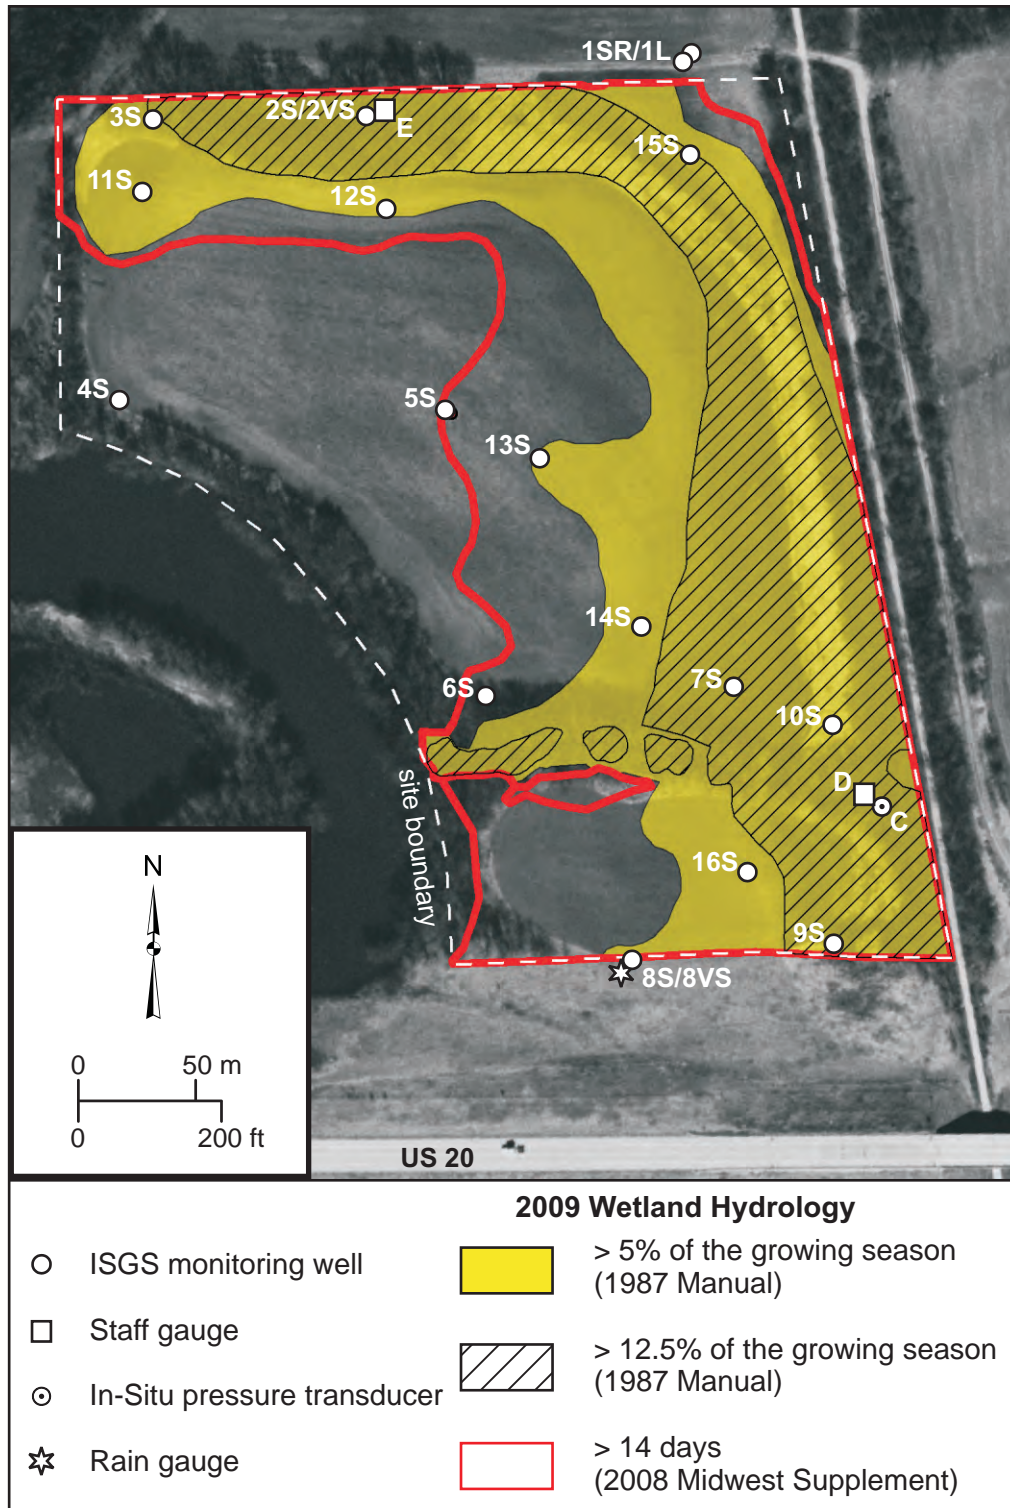 1SR/1L
3S
2S/2VS
E
15S
11S
12S
4S
5S
13S
14S
7S
6S
10S
D
C
site boundary
16S
9S
8S/8VS
N
0 50 m
0 200 ft
US 20
2009 Wetland Hydrology
ISGS monitoring well
Staff gauge
In-Situ pressure transducer
Rain gauge
> 5% of the growing season
(1987 Manual)
> 12.5% of the growing season
(1987 Manual)
> 14 days
(2008 Midwest Supplement)